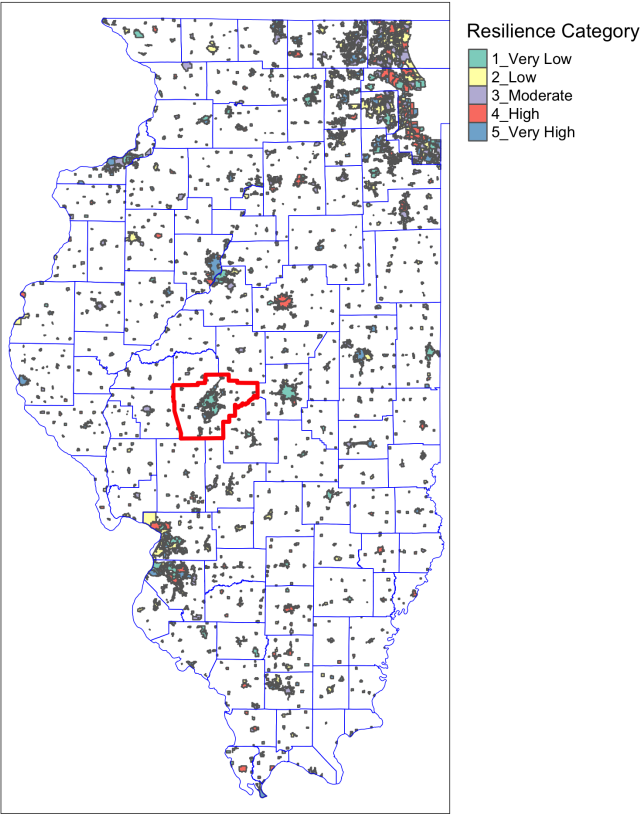 Resilience Category
1_Very Low
2_Low
3_Moderate
4_High
5_Very High